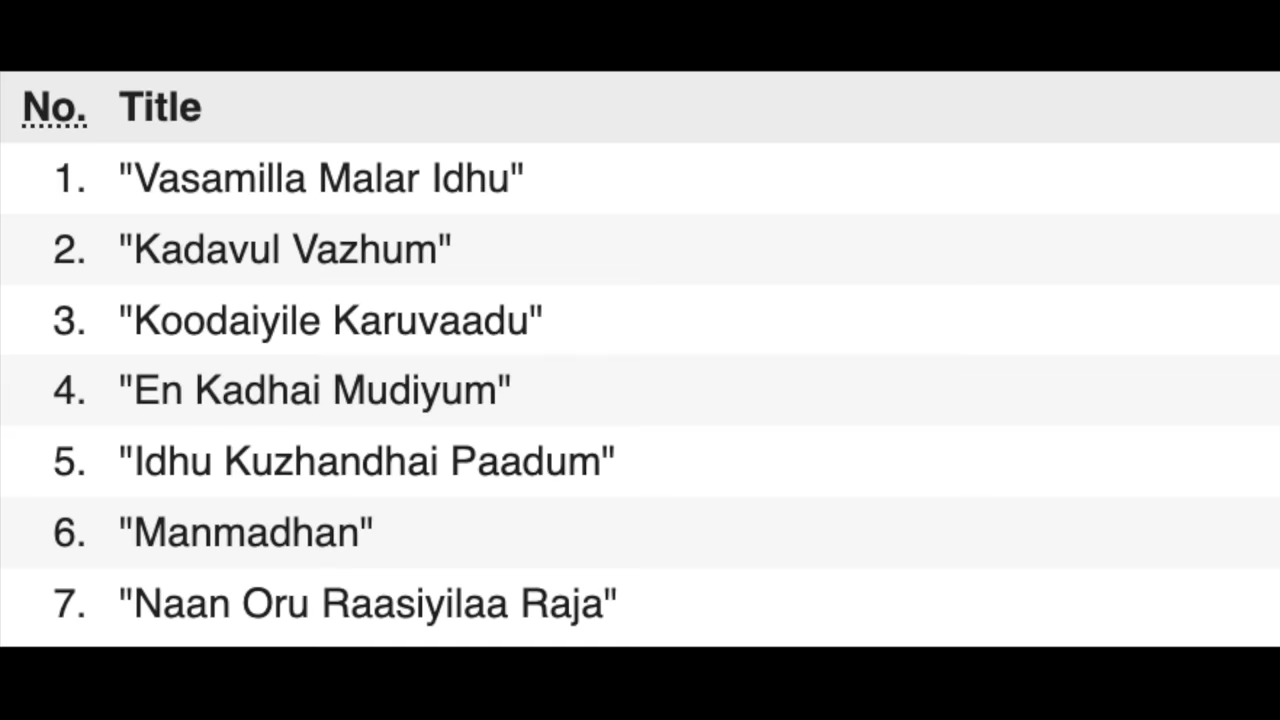 No. Title
1. "Vasamilla Malar Idhu"
2. "Kadavul Vazhum"
3. "Koodaiyile Karuvaadu"
4. "En Kadhai Mudiyum"
5. "Idhu Kuzhandhai Paadum"
6. "Manmadhan"
7. "Naan Oru Raasiyilaa Raja"